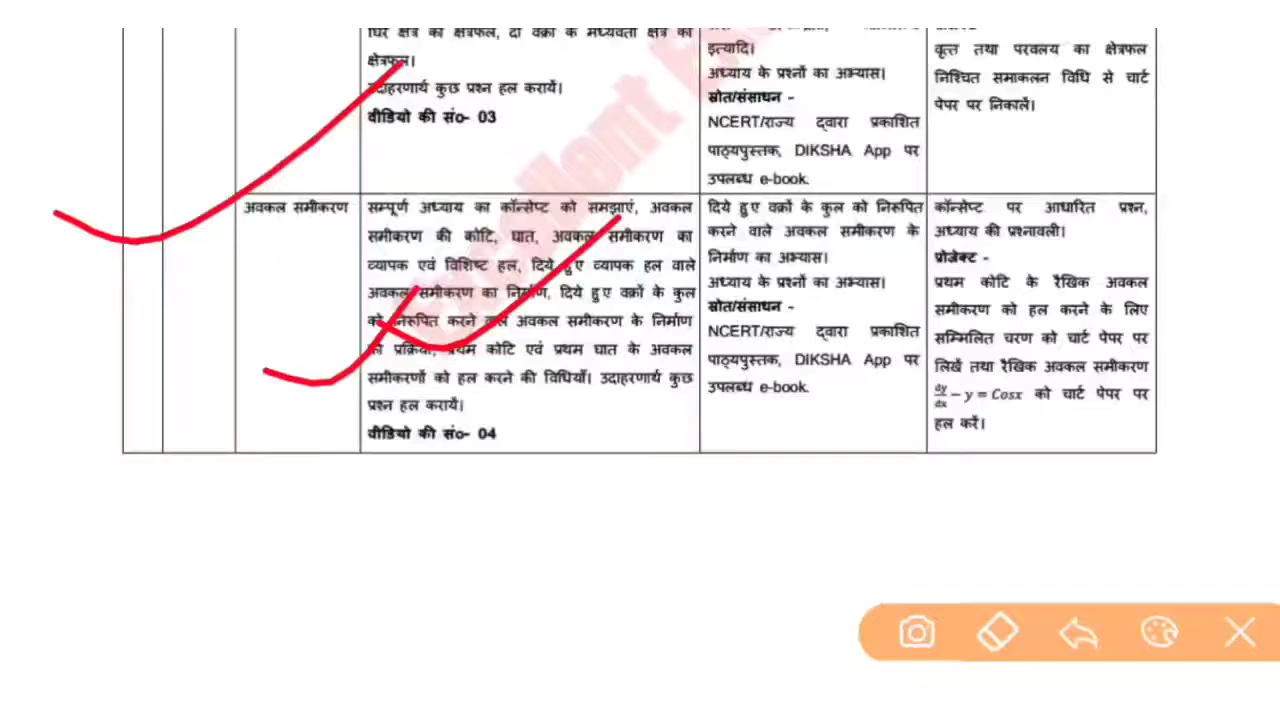 घिरे क्षेत्र का क्षेत्रफल, दो वक्रों के मध्यवर्ती क्षेत्र का
क्षेत्रफल।
उदाहरणार्थ कुछ प्रश्न हल करायें।
वीडियो की सं०- 03
इत्यादि।
अध्याय के प्रश्नों का अभ्यास।
स्रोत/संसाधन -
NCERT/राज्य द्वारा प्रकाशित
पाठ्यपुस्तक, DIKSHA App पर
उपलब्ध e-book.
वृत्त तथा परवलय का क्षेत्रफल
निश्चित समाकलन विधि से चार्ट
पेपर पर निकालें।
अवकल समीकरण
सम्पूर्ण अध्याय का कॉन्सेप्ट को समझाएं, अवकल
समीकरण की कोटि, घात, अवकल समीकरण का
व्यापक एवं विशिष्ट हल, दिये हुए व्यापक हल वाले
अवकल समीकरण का निर्माण, दिये हुए वक्रों के कुल
को निरुपित करने वाले अवकल समीकरण के निर्माण
की प्रक्रिया, प्रथम कोटि एवं प्रथम घात के अवकल
समीकरणों को हल करने की विधियाँ। उदाहरणार्थ कुछ
प्रश्न हल करायें।
वीडियो की सं०- 04
दिये हुए वक्रों के कुल को निरुपित
करने वाले अवकल समीकरण के
निर्माण का अभ्यास।
अध्याय के प्रश्नों का अभ्यास।
स्रोत/संसाधन -
NCERT/राज्य द्वारा प्रकाशित
पाठ्यपुस्तक, DIKSHA App पर
उपलब्ध e-book.
कॉन्सेप्ट पर आधारित प्रश्न,
अध्याय की प्रश्नावली।
प्रोजेक्ट -
प्रथम कोटि के रैखिक अवकल
समीकरण को हल करने के लिए
सम्मिलित चरण को चार्ट पेपर पर
लिखें तथा रैखिक अवकल समीकरण
dy/dx − y = Cosx को चार्ट पेपर पर
हल करें।
Excellent